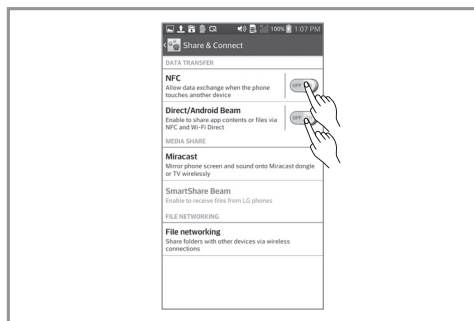 100% 1:07 PM
Share & Connect
DATA TRANSFER
NFC
Allow data exchange when the phone
touches another device
OFF
Direct/Android Beam
Enable to share app contents or files via
NFC and Wi-Fi Direct
OFF
MEDIA SHARE
Miracast
Mirror phone screen and sound onto Miracast dongle
or TV wirelessly
SmartShare Beam
Enable to receive files from LG phones
FILE NETWORKING
File networking
Share folders with other devices via wireless
connections